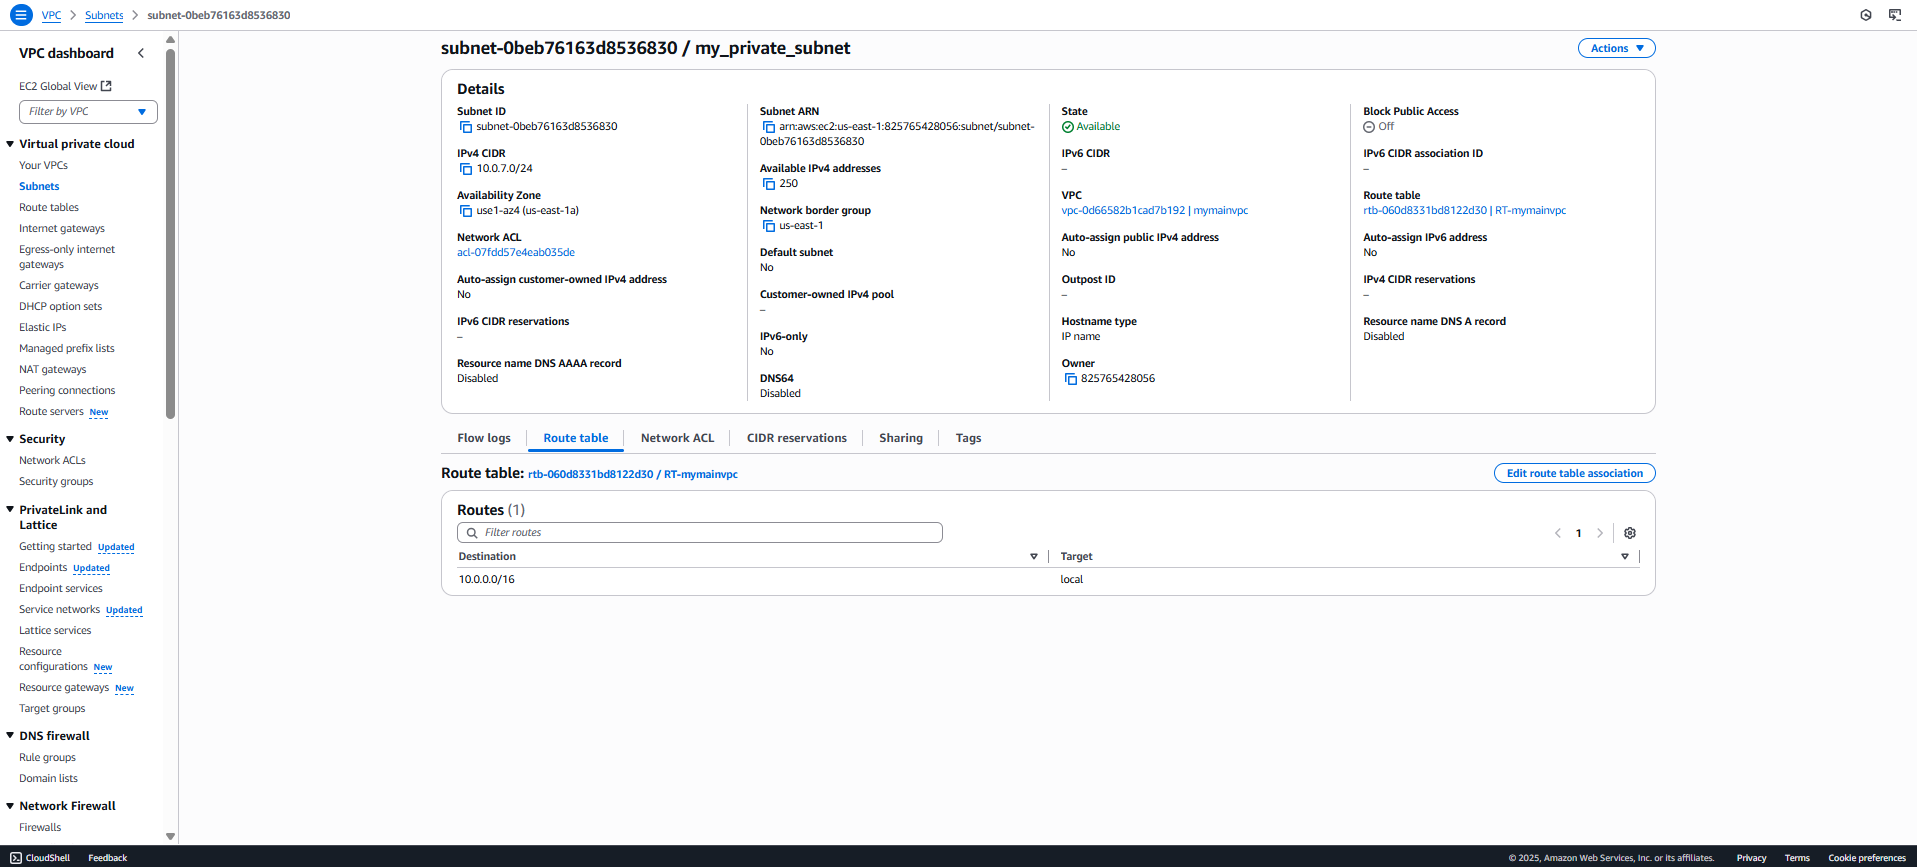 VPC > Subnets > subnet-0beb76163d8536830
VPC dashboard
EC2 Global View
Filter by VPC
Virtual private cloud
Your VPCs
Subnets
Route tables
Internet gateways
Egress-only internet
gateways
Carrier gateways
DHCP option sets
Elastic IPs
Managed prefix lists
NAT gateways
Peering connections
Route servers New
Security
Network ACLs
Security groups
PrivateLink and
Lattice
Getting started Updated
Endpoints Updated
Endpoint services
Service networks Updated
Lattice services
Resource
configurations New
Resource gateways New
Target groups
DNS firewall
Rule groups
Domain lists
Network Firewall
Firewalls
subnet-0beb76163d8536830 / my_private_subnet
Actions
Details
Subnet ID
subnet-0beb76163d8536830
IPv4 CIDR
10.0.7.0/24
Availability Zone
use1-az4 (us-east-1a)
Network ACL
acl-07fdd57e4eab035de
Auto-assign customer-owned IPv4 address
No
IPv6 CIDR reservations
–
Resource name DNS AAAA record
Disabled
Subnet ARN
arn:aws:ec2:us-east-1:825765428056:subnet/subnet-
0beb76163d8536830
Available IPv4 addresses
250
Network border group
us-east-1
Default subnet
No
Customer-owned IPv4 pool
–
IPv6-only
No
DNS64
Disabled
State
Available
IPv6 CIDR
–
VPC
vpc-0d66582b1cad7b192 | mymainvpc
Auto-assign public IPv4 address
No
Outpost ID
–
Hostname type
IP name
Owner
825765428056
Block Public Access
Off
IPv6 CIDR association ID
–
Route table
rtb-060d8331bd8122d30 | RT-mymainvpc
Auto-assign IPv6 address
No
IPv4 CIDR reservations
–
Resource name DNS A record
Disabled
Flow logs
Route table
Network ACL
CIDR reservations
Sharing
Tags
Route table: rtb-060d8331bd8122d30 / RT-mymainvpc
Edit route table association
Routes (1)
Filter routes
1
Destination
Target
10.0.0.0/16
local
CloudShell
Feedback
© 2025, Amazon Web Services, Inc. or its affiliates.
Privacy
Terms
Cookie preferences